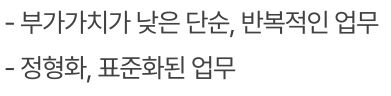 - 부가가치가 낮은 단순, 반복적인 업무
- 정형화, 표준화된 업무